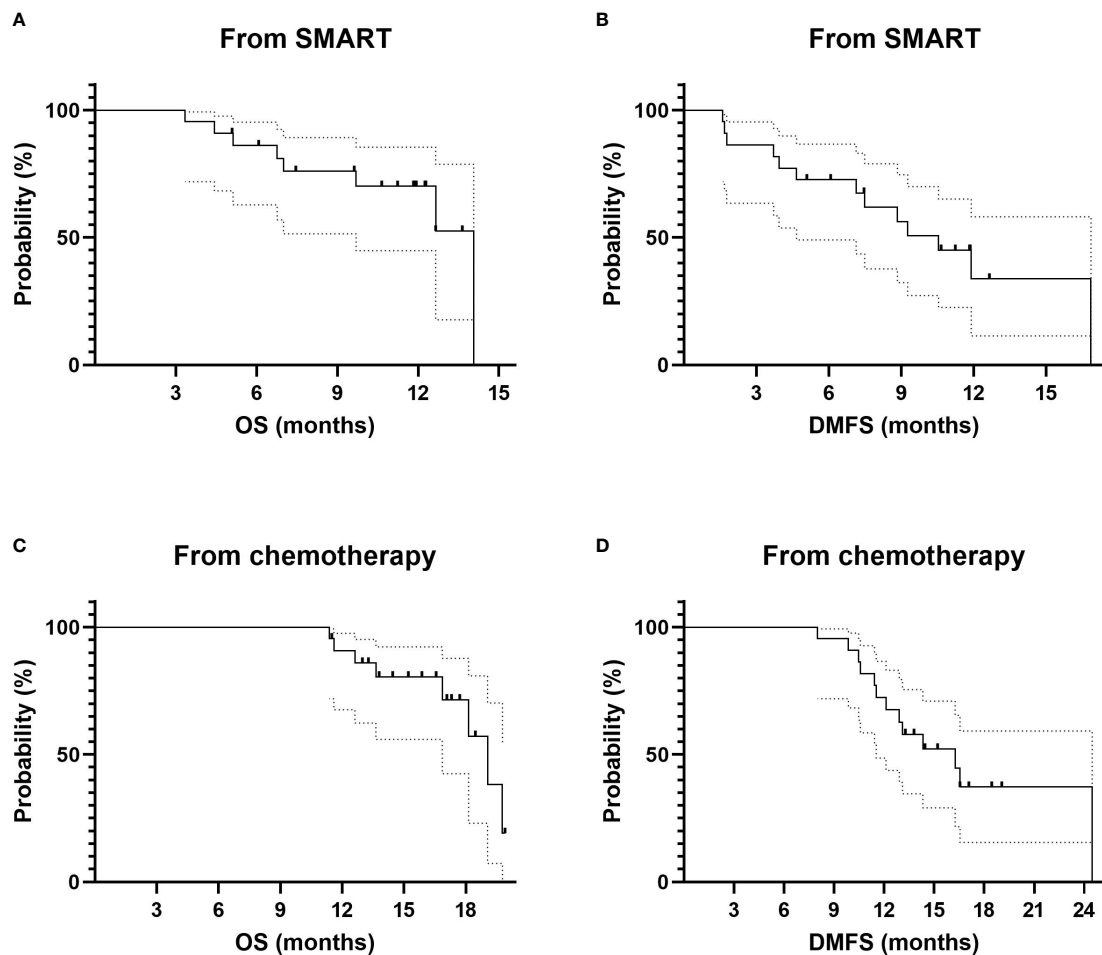 A
From SMART
Probability (%)
100
50
0
3 6 9 12 15
OS (months)
B
From SMART
Probability (%)
100
50
0
3 6 9 12 15
DMFS (months)
C
From chemotherapy
Probability (%)
100
50
0
3 6 9 12 15 18
OS (months)
D
From chemotherapy
Probability (%)
100
50
0
3 6 9 12 15 18 21 24
DMFS (months)